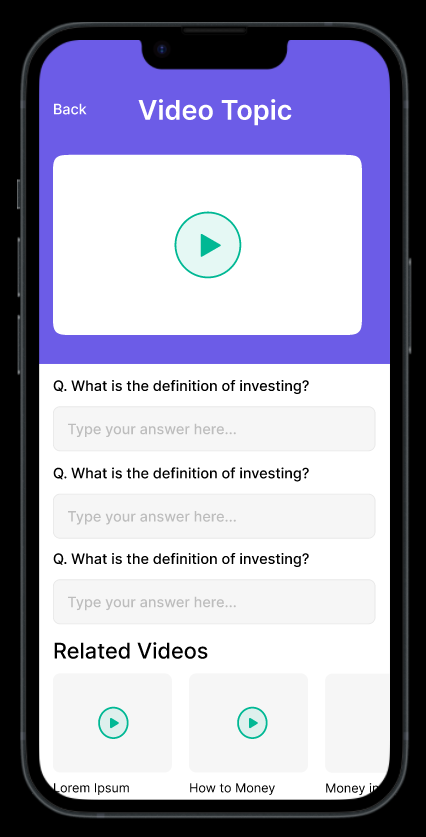 Back
Video Topic
Q. What is the definition of investing?
Type your answer here...
Q. What is the definition of investing?
Type your answer here...
Q. What is the definition of investing?
Type your answer here...
Related Videos
Lorem Ipsum
How to Money
Money in